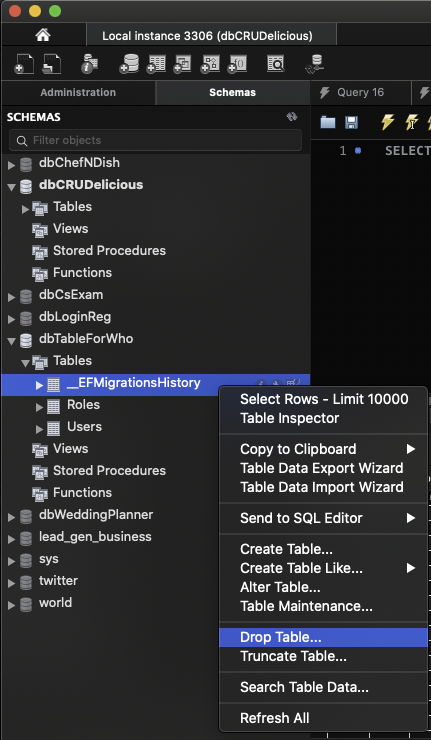 Local instance 3306 (dbCRUDelicious)
Administration
Schemas
Query 16
SCHEMAS
Filter objects
1
SELECT
dbChefNDish
dbCRUDelicious
Tables
Views
Stored Procedures
Functions
dbCsExam
dbLoginReg
dbTableForWho
Tables
__EFMigrationsHistory
Roles
Users
Views
Stored Procedures
Functions
dbWeddingPlanner
lead_gen_business
sys
twitter
world
Select Rows - Limit 10000
Table Inspector
Copy to Clipboard
Table Data Export Wizard
Table Data Import Wizard
Send to SQL Editor
Create Table...
Create Table Like...
Alter Table...
Table Maintenance...
Drop Table...
Truncate Table...
Search Table Data...
Refresh All